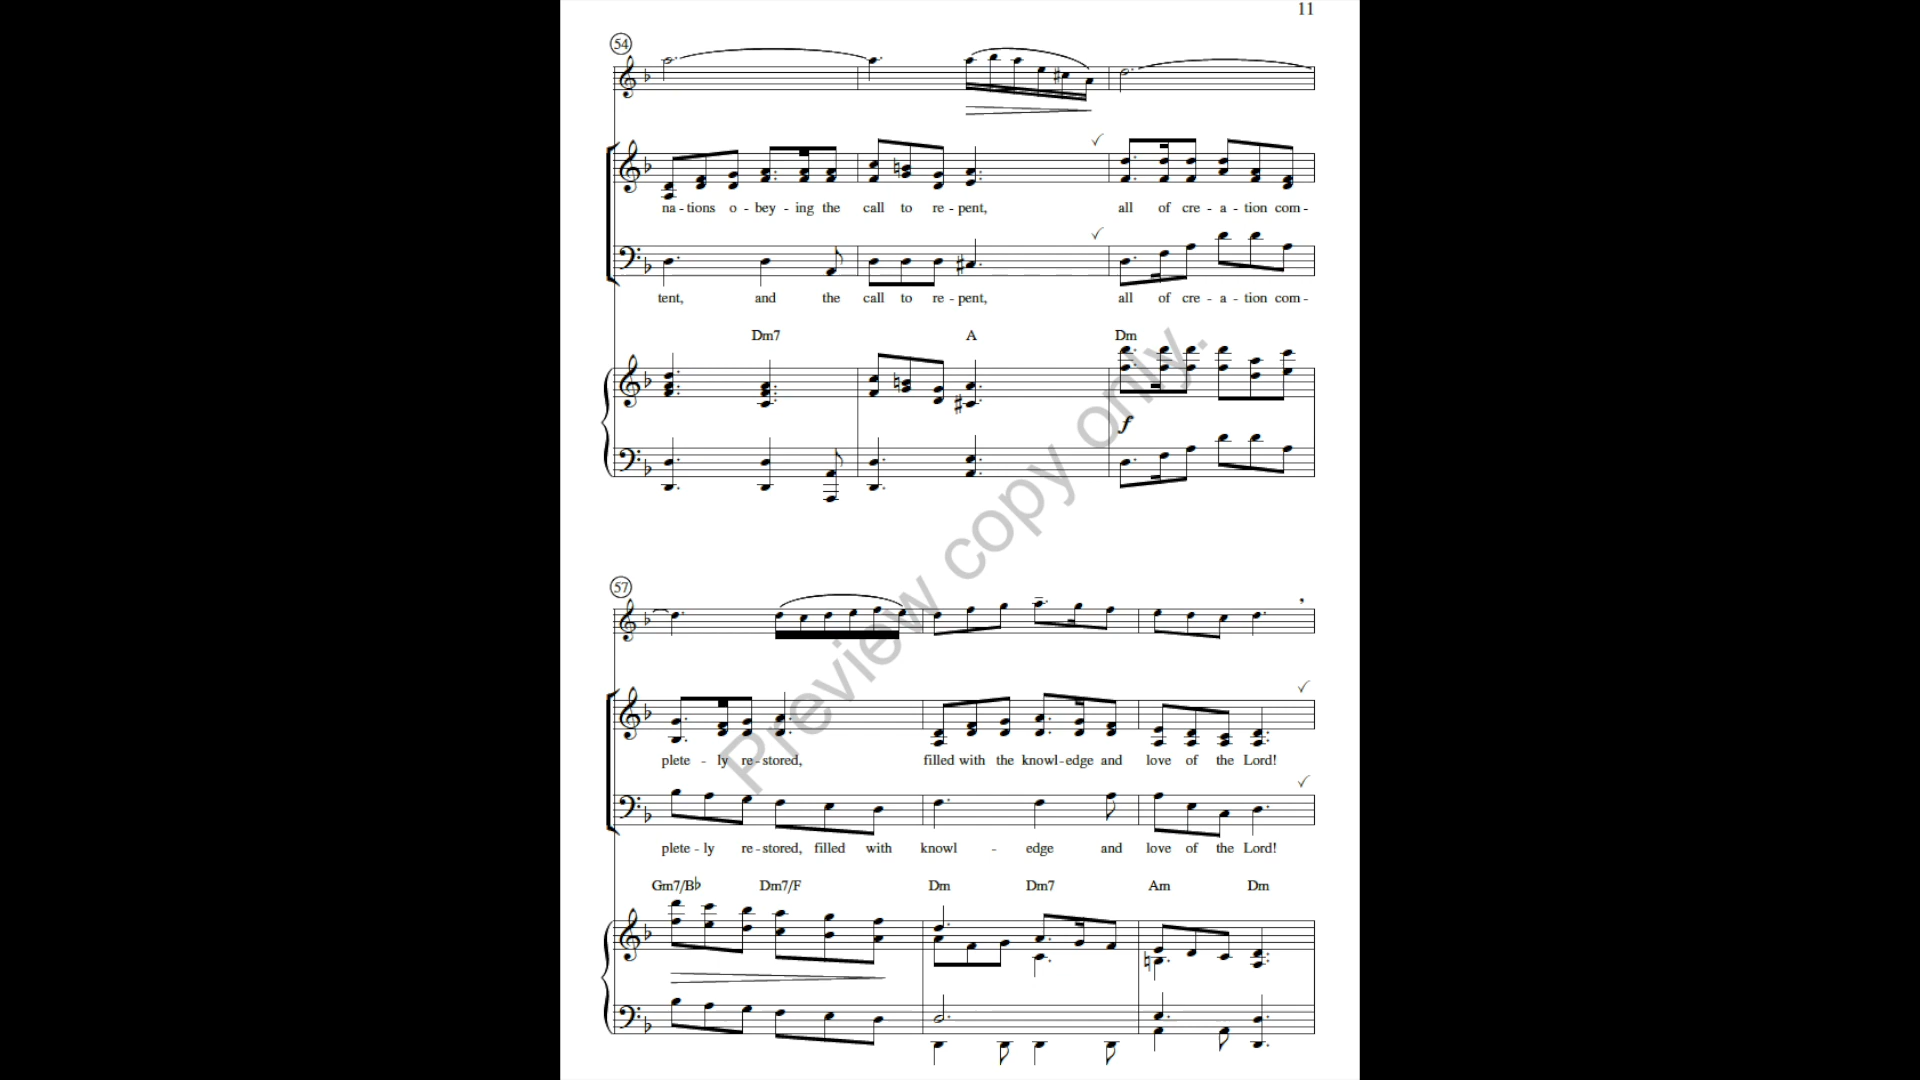 11
54
na - tions o - bey - ing the call to re - pent, all of cre - a - tion com -
tent, and the call to re - pent, all of cre - a - tion com -
Dm7 A Dm
f
Preview copy only.
57
plete - ly re - stored, filled with the knowl - edge and love of the Lord!
plete - ly re - stored, filled with knowl - edge and love of the Lord!
Gm7/B♭ Dm7/F Dm Dm7 Am Dm